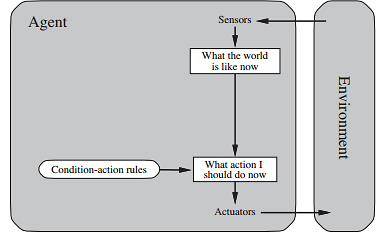 Agent
Sensors
What the world
is like now
Condition-action rules
What action I
should do now
Actuators
Environment